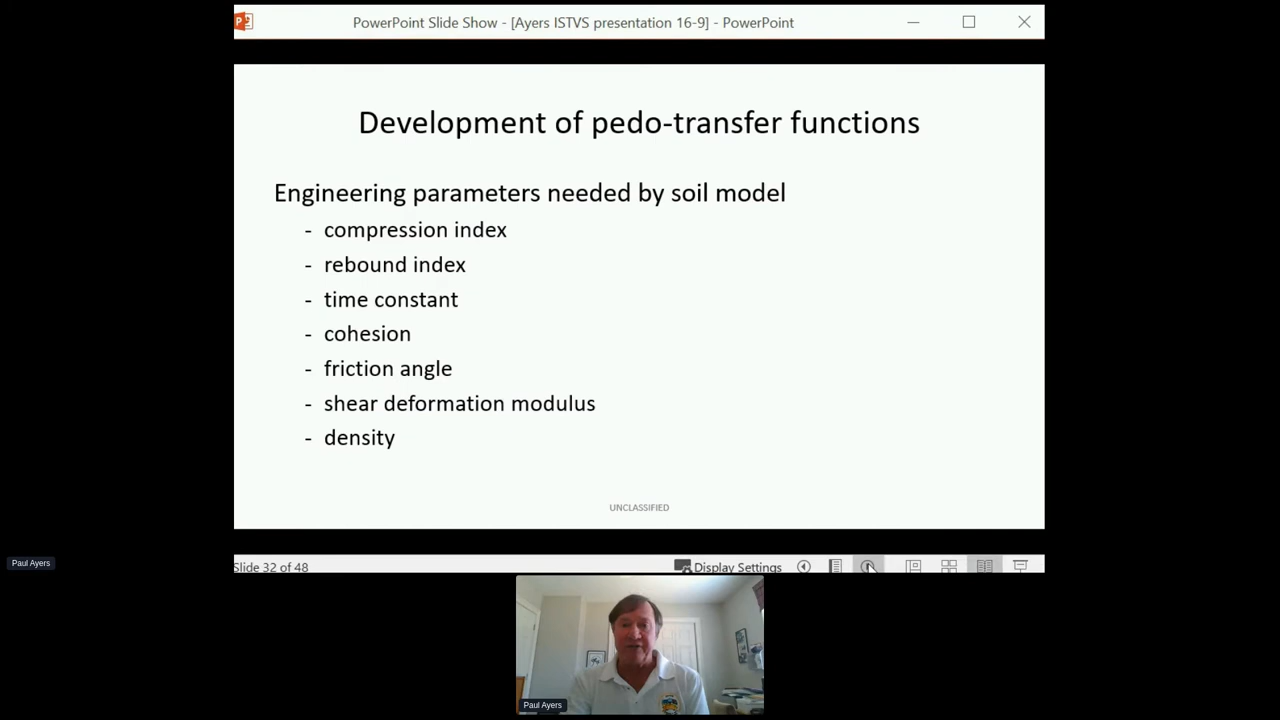 PowerPoint Slide Show - [Ayers ISTVS presentation 16-9] - PowerPoint
Development of pedo-transfer functions
Engineering parameters needed by soil model
- compression index
- rebound index
- time constant
- cohesion
- friction angle
- shear deformation modulus
- density
UNCLASSIFIED
Slide 32 of 48
Display Settings
Paul Ayers
Paul Ayers